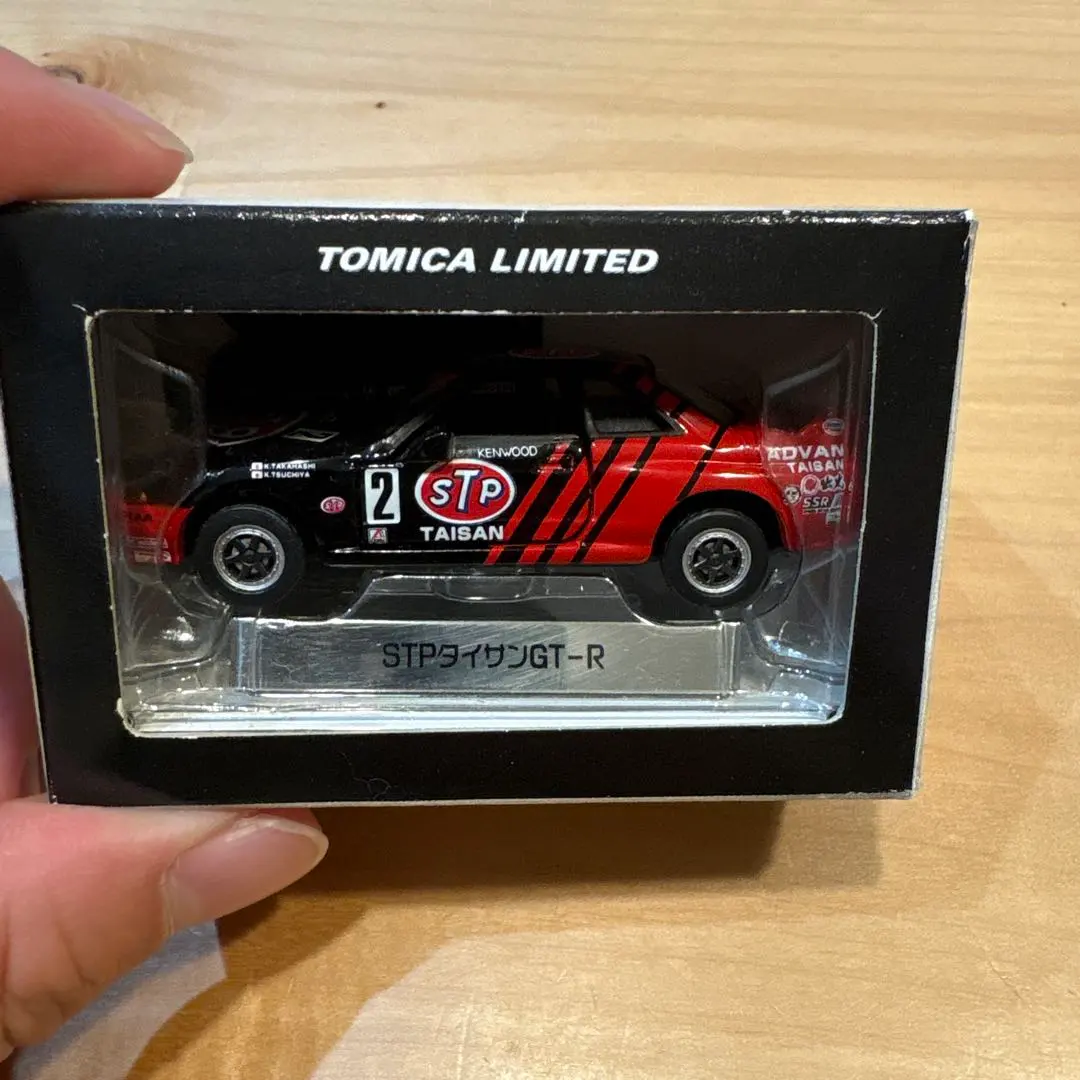 TOMICA LIMITED
KENWOOD
K.TAKAHASHI
K.TSUCHIYA
2
STP
STP
TAISAN
ADVAN
TAISAN
SSR
STPタイサンGT-R